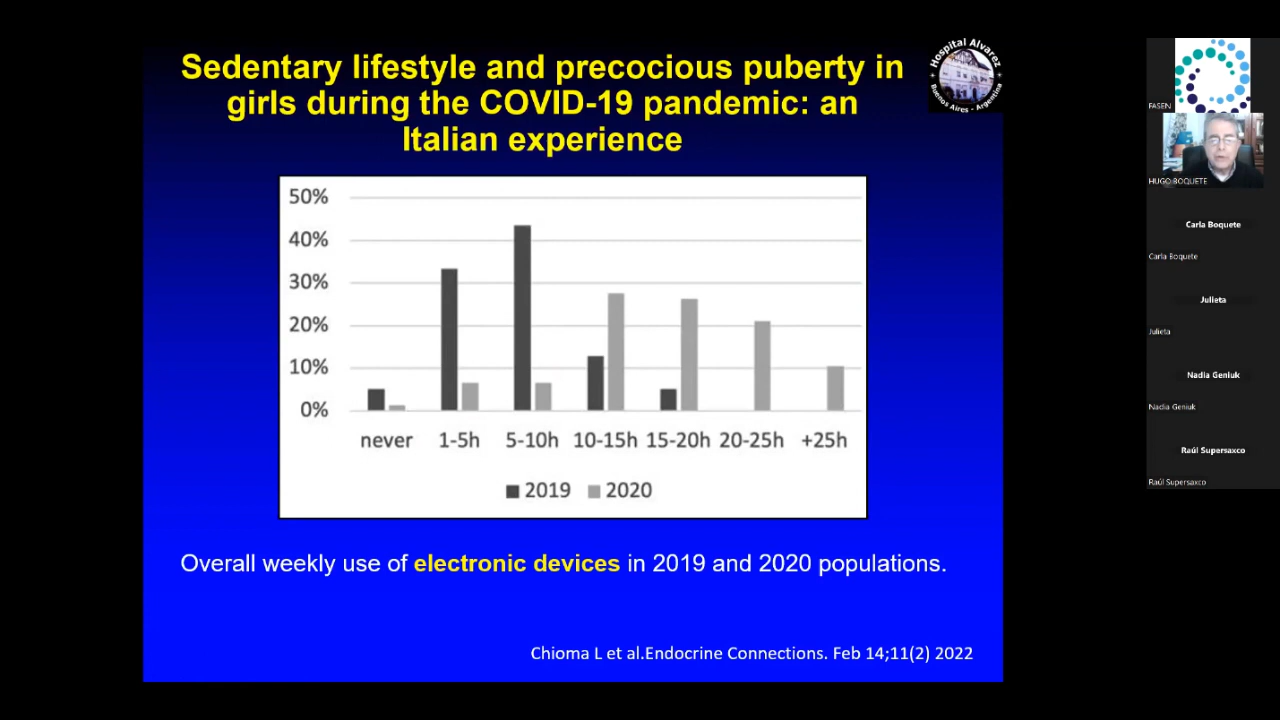 Sedentary lifestyle and precocious puberty in
girls during the COVID-19 pandemic: an
Italian experience
Hospital Alvarez
Buenos Aires - Argentina
50%
40%
30%
20%
10%
0%
never 1-5h 5-10h 10-15h 15-20h 20-25h +25h
2019 2020
Overall weekly use of electronic devices in 2019 and 2020 populations.
Chioma L et al.Endocrine Connections. Feb 14;11(2) 2022
FASEN
HUGO BOQUETE
Carla Boquete
Carla Boquete
Julieta
Julieta
Nadia Geniuk
Nadia Geniuk
Raúl Supersaxco
Raúl Supersaxco